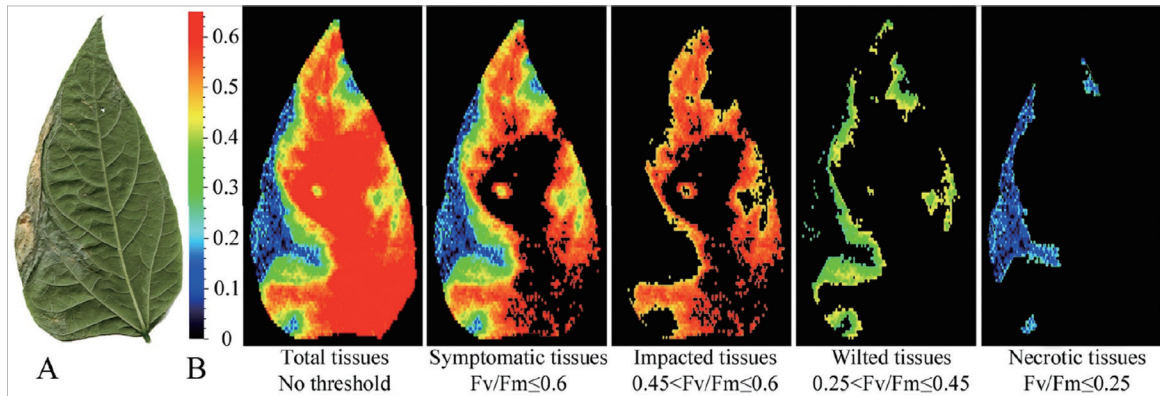 0.6
0.5
0.4
0.3
0.2
0.1
0
A
B
Total tissues
No threshold
Symptomatic tissues
Fv/Fm≤0.6
Impacted tissues
0.45<Fv/Fm≤0.6
Wilted tissues
0.25<Fv/Fm≤0.45
Necrotic tissues
Fv/Fm≤0.25